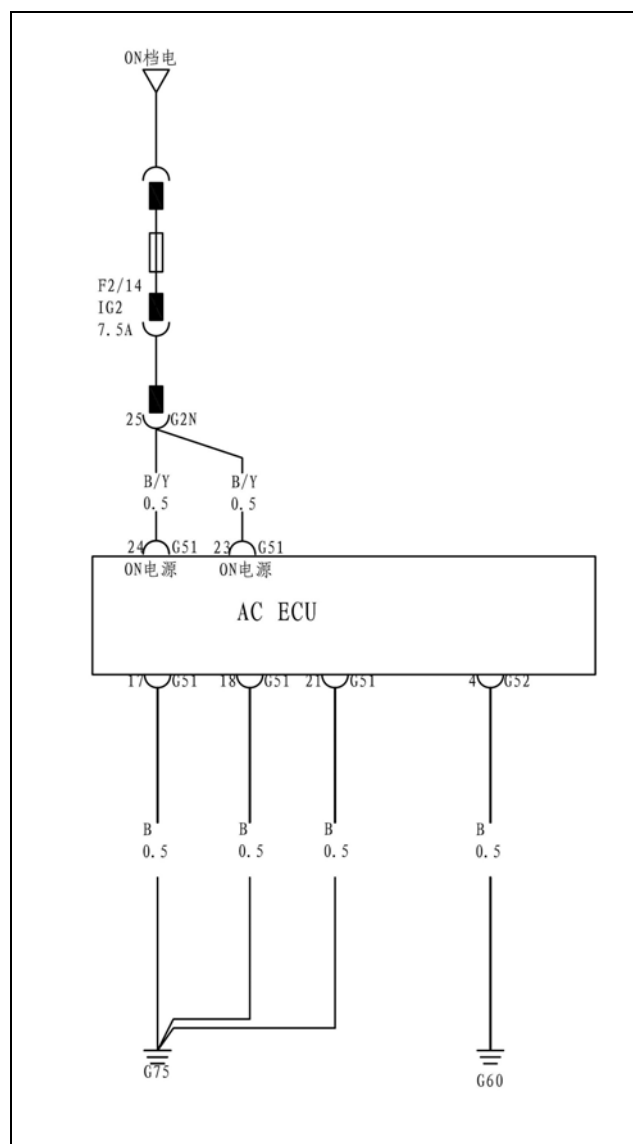 ON档电
F2/14
IG2
7.5A
25 G2N
B/Y B/Y
0.5 0.5
24 G51 23 G51
ON电源 ON电源
AC ECU
17 G51 18 G51 21 G51 4 G52
B B B B
0.5 0.5 0.5 0.5
G75 G60